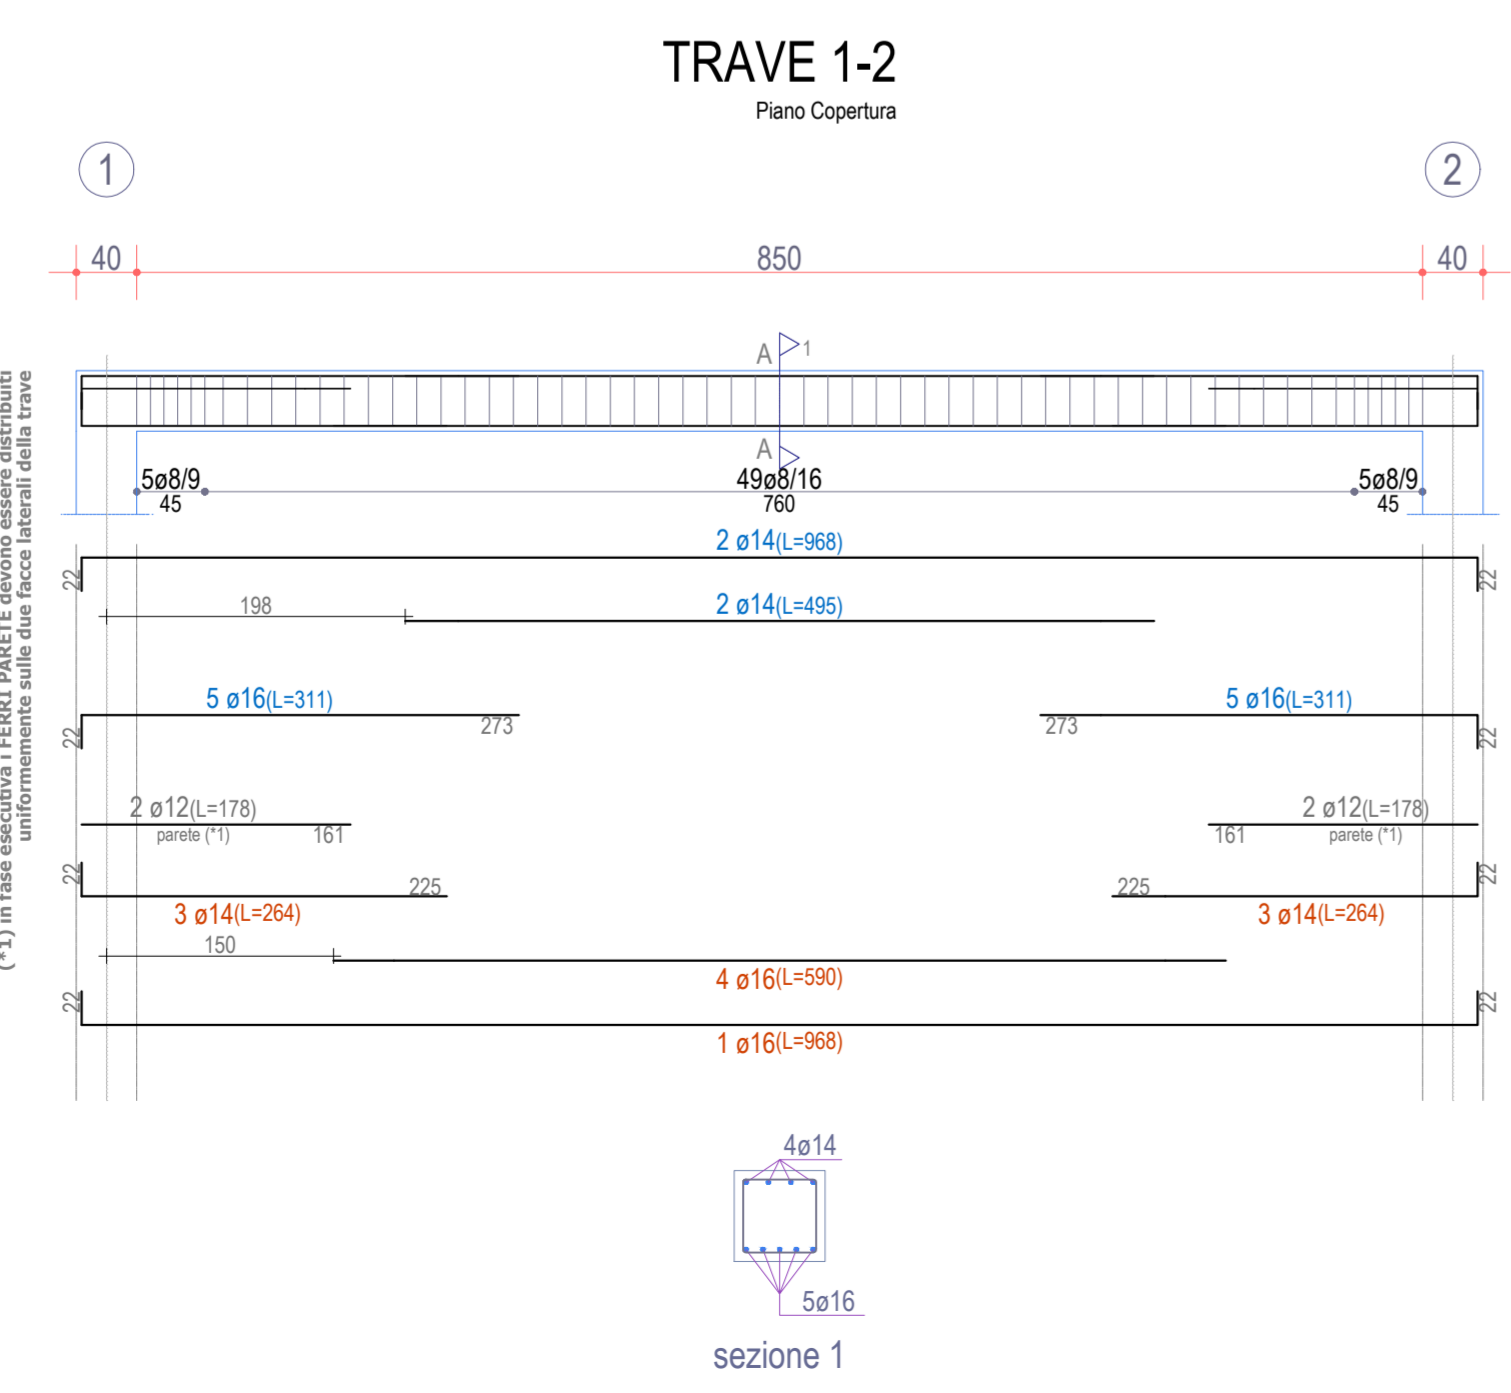 TRAVE 1-2
Piano Copertura
1
2
40
850
40
A
1
A
5ø8/9
45
49ø8/16
760
5ø8/9
45
2 ø14(L=968)
22
22
198
2 ø14(L=495)
5 ø16(L=311)
5 ø16(L=311)
22
273
273
22
2 ø12(L=178)
2 ø12(L=178)
parete (*1)
161
161
parete (*1)
22
225
225
22
3 ø14(L=264)
3 ø14(L=264)
150
4 ø16(L=590)
22
22
1 ø16(L=968)
(*1) in fase esecutiva i FERRI PARETE devono essere distribuiti
uniformemente sulle due facce laterali della trave
4ø14
5ø16
sezione 1